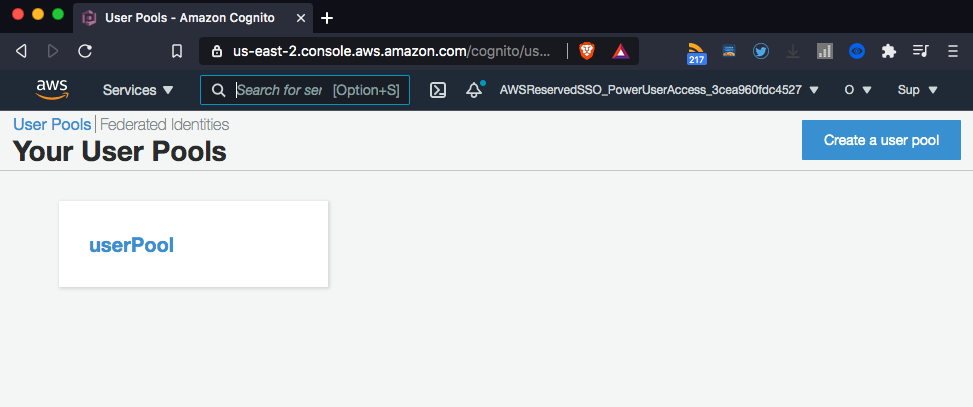 User Pools - Amazon Cognito
us-east-2.console.aws.amazon.com/cognito/us...
217
aws
Services
Search for ser [Option+S]
AWSReservedSSO_PowerUserAccess_3cea960fdc4527
O
Sup
User Pools | Federated Identities
Your User Pools
Create a user pool
userPool